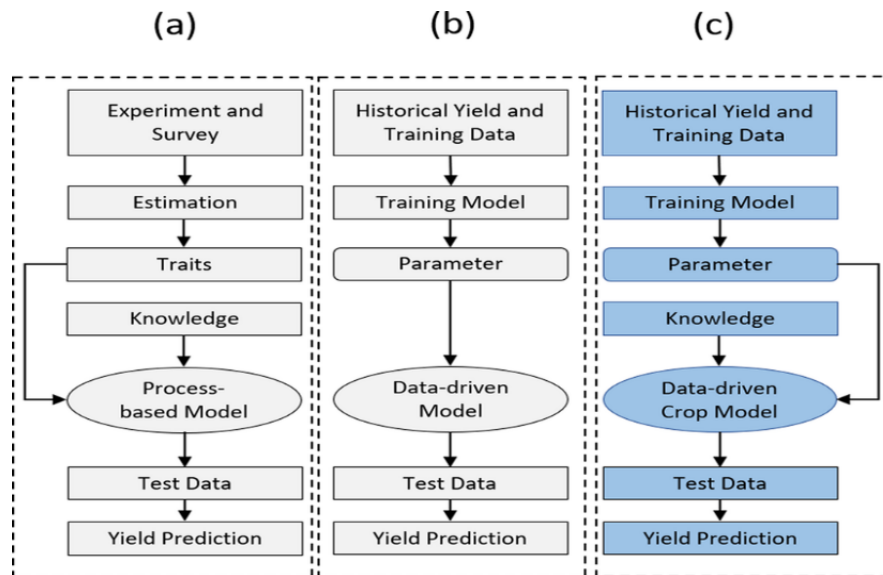 (a)
Experiment and
Survey
Estimation
Traits
Knowledge
Process-
based Model
Test Data
Yield Prediction
(b)
Historical Yield and
Training Data
Training Model
Parameter
Data-driven
Model
Test Data
Yield Prediction
(c)
Historical Yield and
Training Data
Training Model
Parameter
Knowledge
Data-driven
Crop Model
Test Data
Yield Prediction